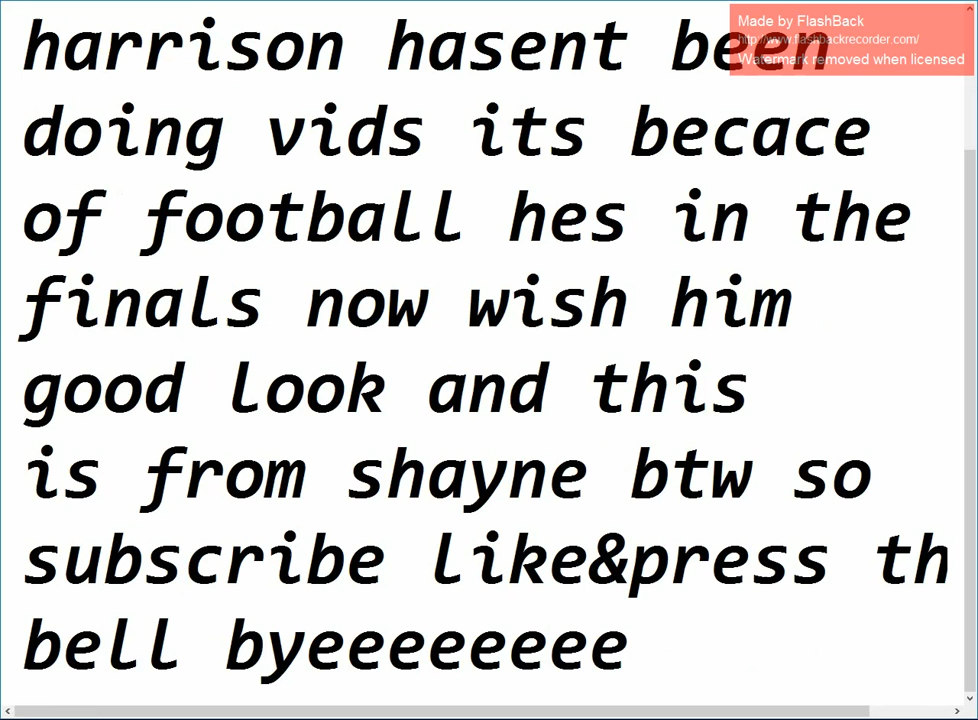 harrison hasent been
doing vids its becace
of football hes in the
finals now wish him
good look and this
is from shayne btw so
subscribe like&press th
bell byeeeeeeee
Made by FlashBack
http://www.flashbackrecorder.com/
Watermark removed when licensed